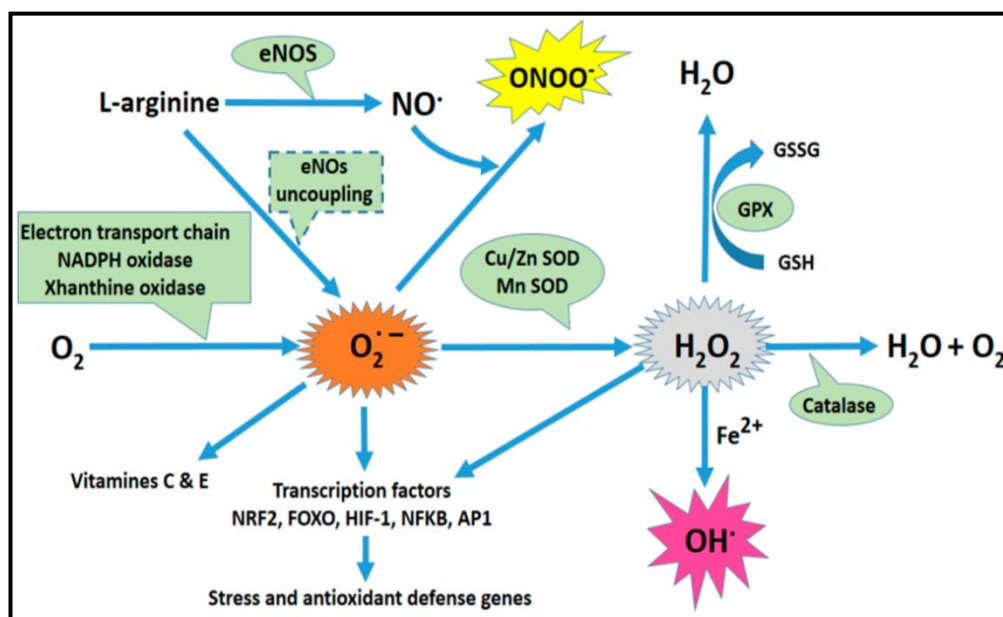 eNOS
ONOO⁻
H₂O
L-arginine
NO·
GSSG
eNOs
uncoupling
GPX
Electron transport chain
NADPH oxidase
Xhanthine oxidase
Cu/Zn SOD
Mn SOD
GSH
O₂
O₂·⁻
H₂O₂
H₂O + O₂
Catalase
Fe²⁺
Vitamines C & E
Transcription factors
NRF2, FOXO, HIF-1, NFKB, AP1
OH·
Stress and antioxidant defense genes